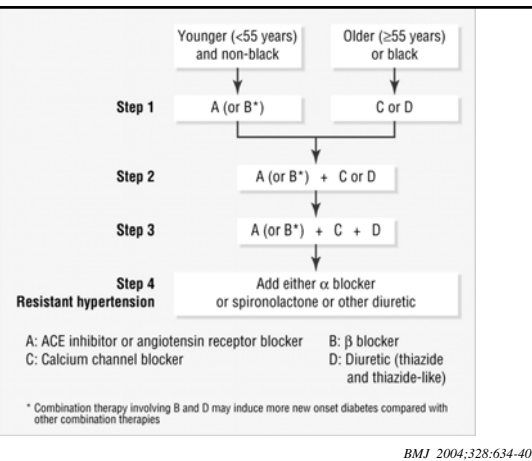 Younger (<55 years)
and non-black
Older (≥55 years)
or black
Step 1
A (or B*)
C or D
Step 2
A (or B*) + C or D
Step 3
A (or B*) + C + D
Step 4
Resistant hypertension
Add either α blocker
or spironolactone or other diuretic
A: ACE inhibitor or angiotensin receptor blocker
B: β blocker
C: Calcium channel blocker
D: Diuretic (thiazide
and thiazide-like)
* Combination therapy involving B and D may induce more new onset diabetes compared with
other combination therapies
BMJ 2004;328:634-40